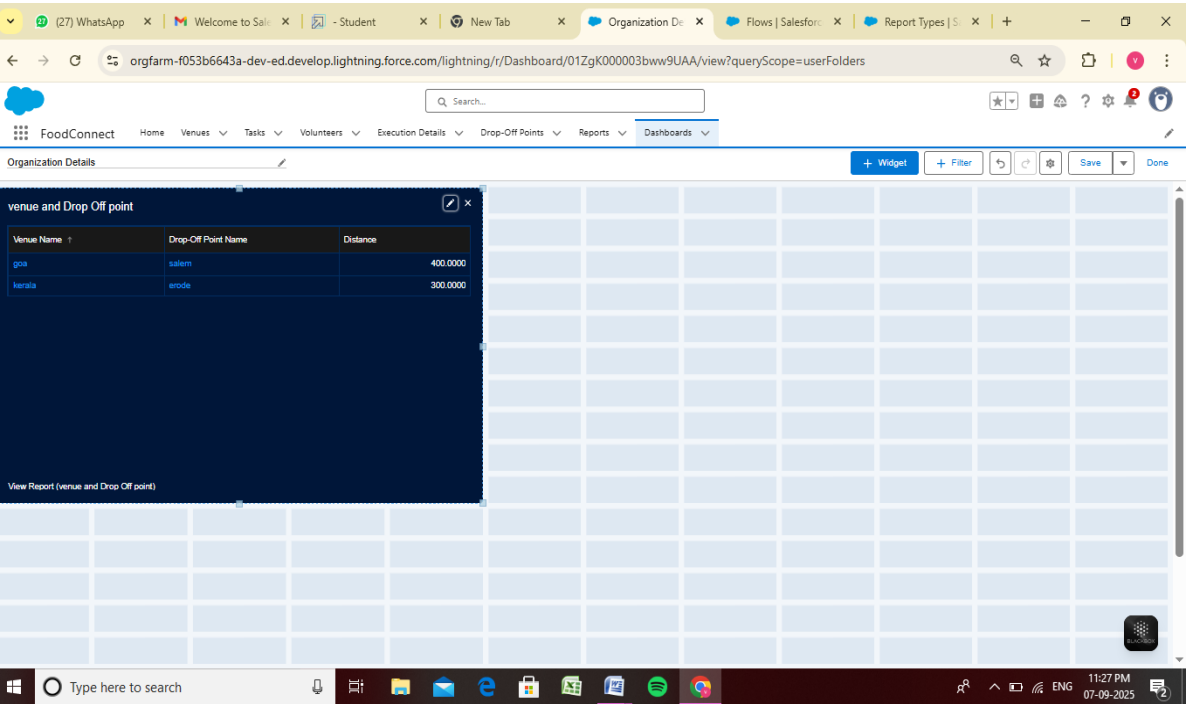 (27) WhatsApp
Welcome to Sale
- Student
New Tab
Organization De
Flows | Salesforc
Report Types | S
orgfarm-f053b6643a-dev-ed.develop.lightning.force.com/lightning/r/Dashboard/01ZgK000003bww9UAA/view?queryScope=userFolders
V
Search...
2
FoodConnect
Home Venues Tasks Volunteers Execution Details Drop-Off Points Reports Dashboards
Organization Details
+ Widget + Filter Save Done
venue and Drop Off point
Venue Name ↑ Drop-Off Point Name Distance
goa salem 400.0000
kerala erode 300.0000
View Report (venue and Drop Off point)
BLACKBOX
Type here to search
ENG
11:27 PM
07-09-2025
2